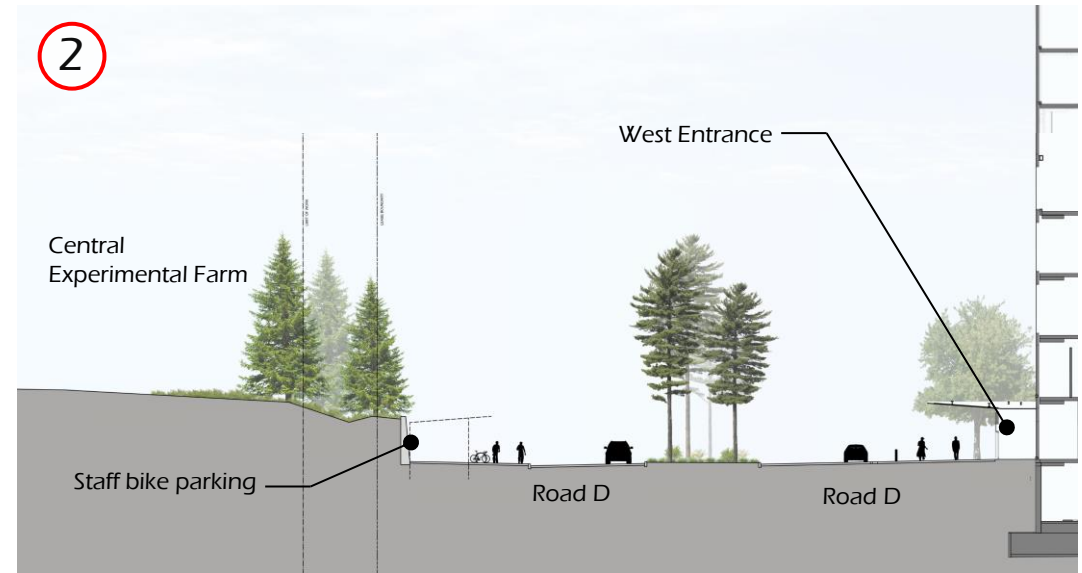 2
West Entrance
Central
Experimental Farm
Staff bike parking
Road D
Road D